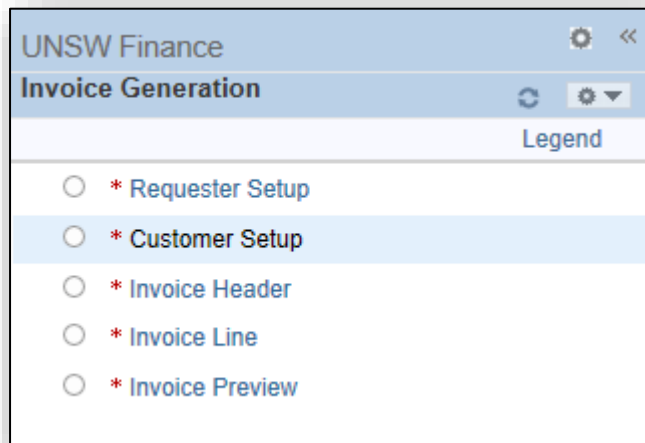 UNSW Finance
Invoice Generation
Legend
* Requester Setup
* Customer Setup
* Invoice Header
* Invoice Line
* Invoice Preview